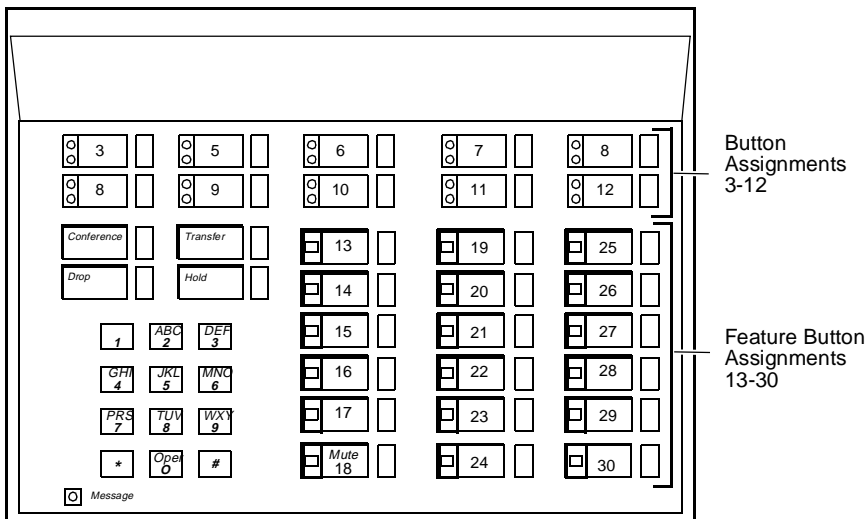 3 5 6 7 8
8 9 10 11 12
Button
Assignments
3-12
Conference Transfer 13 19 25
Drop Hold 14 20 26
1 ABC 2 DEF 3 15 21 27
GHI 4 JKL 5 MNO 6 16 22 28
PRS 7 TUV 8 WXY 9 17 23 29
* Oper 0 # Mute 18 24 30
Message
Feature Button
Assignments
13-30